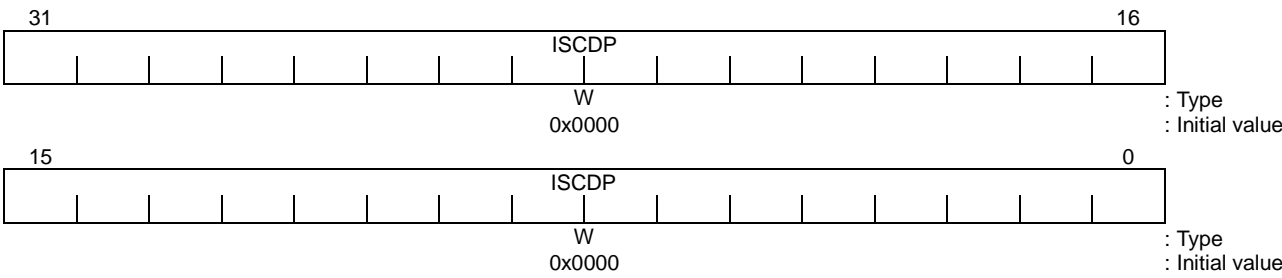 31 16
ISCDP
W : Type
0x0000 : Initial value
15 0
ISCDP
W : Type
0x0000 : Initial value